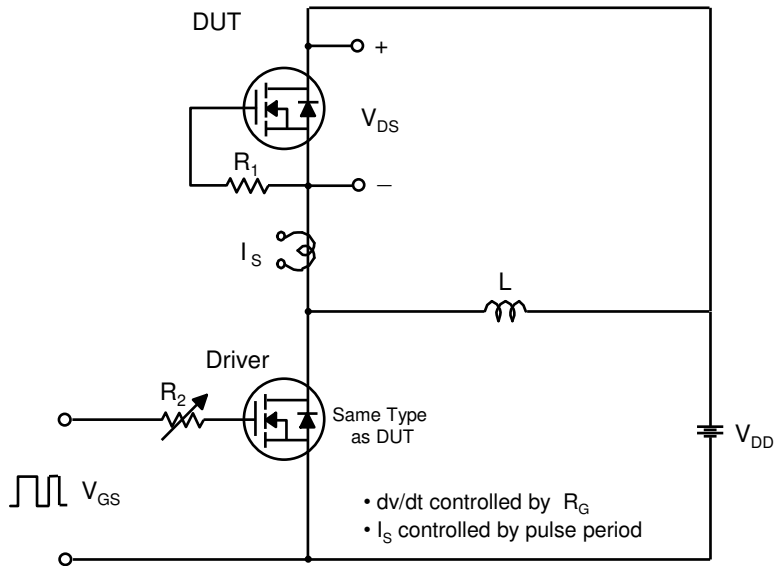 DUT
+
V_DS
R_1
−
I_S
L
Driver
R_2
Same Type
as DUT
V_DD
V_GS
• dv/dt controlled by R_G
• I_S controlled by pulse period